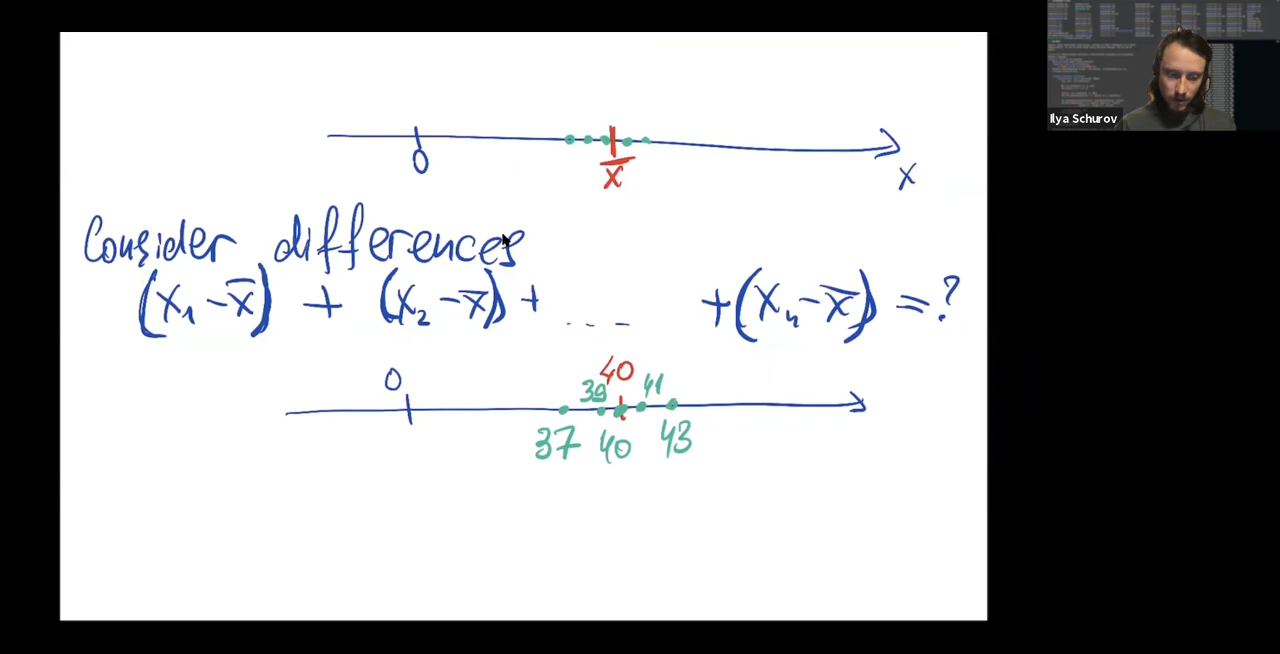 Ilya Schurov
0
x̄
x
Consider differences
(x₁ - x̄) + (x₂ - x̄) + ... + (xₙ - x̄) = ?
0 39 40 41
37 40 43